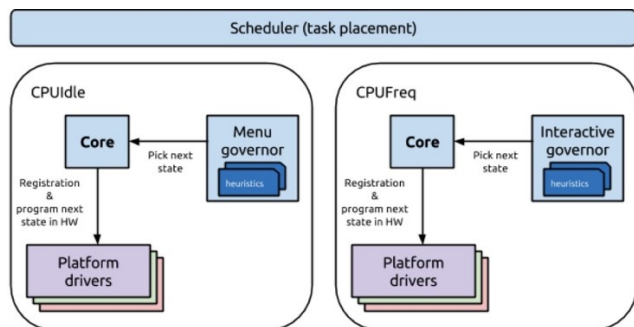 Scheduler (task placement)
CPUIdle
Core
Pick next
state
Menu
governor
heuristics
Registration
&
program next
state in HW
Platform
drivers
CPUFreq
Core
Pick next
state
Interactive
governor
heuristics
Registration
&
program next
state in HW
Platform
drivers